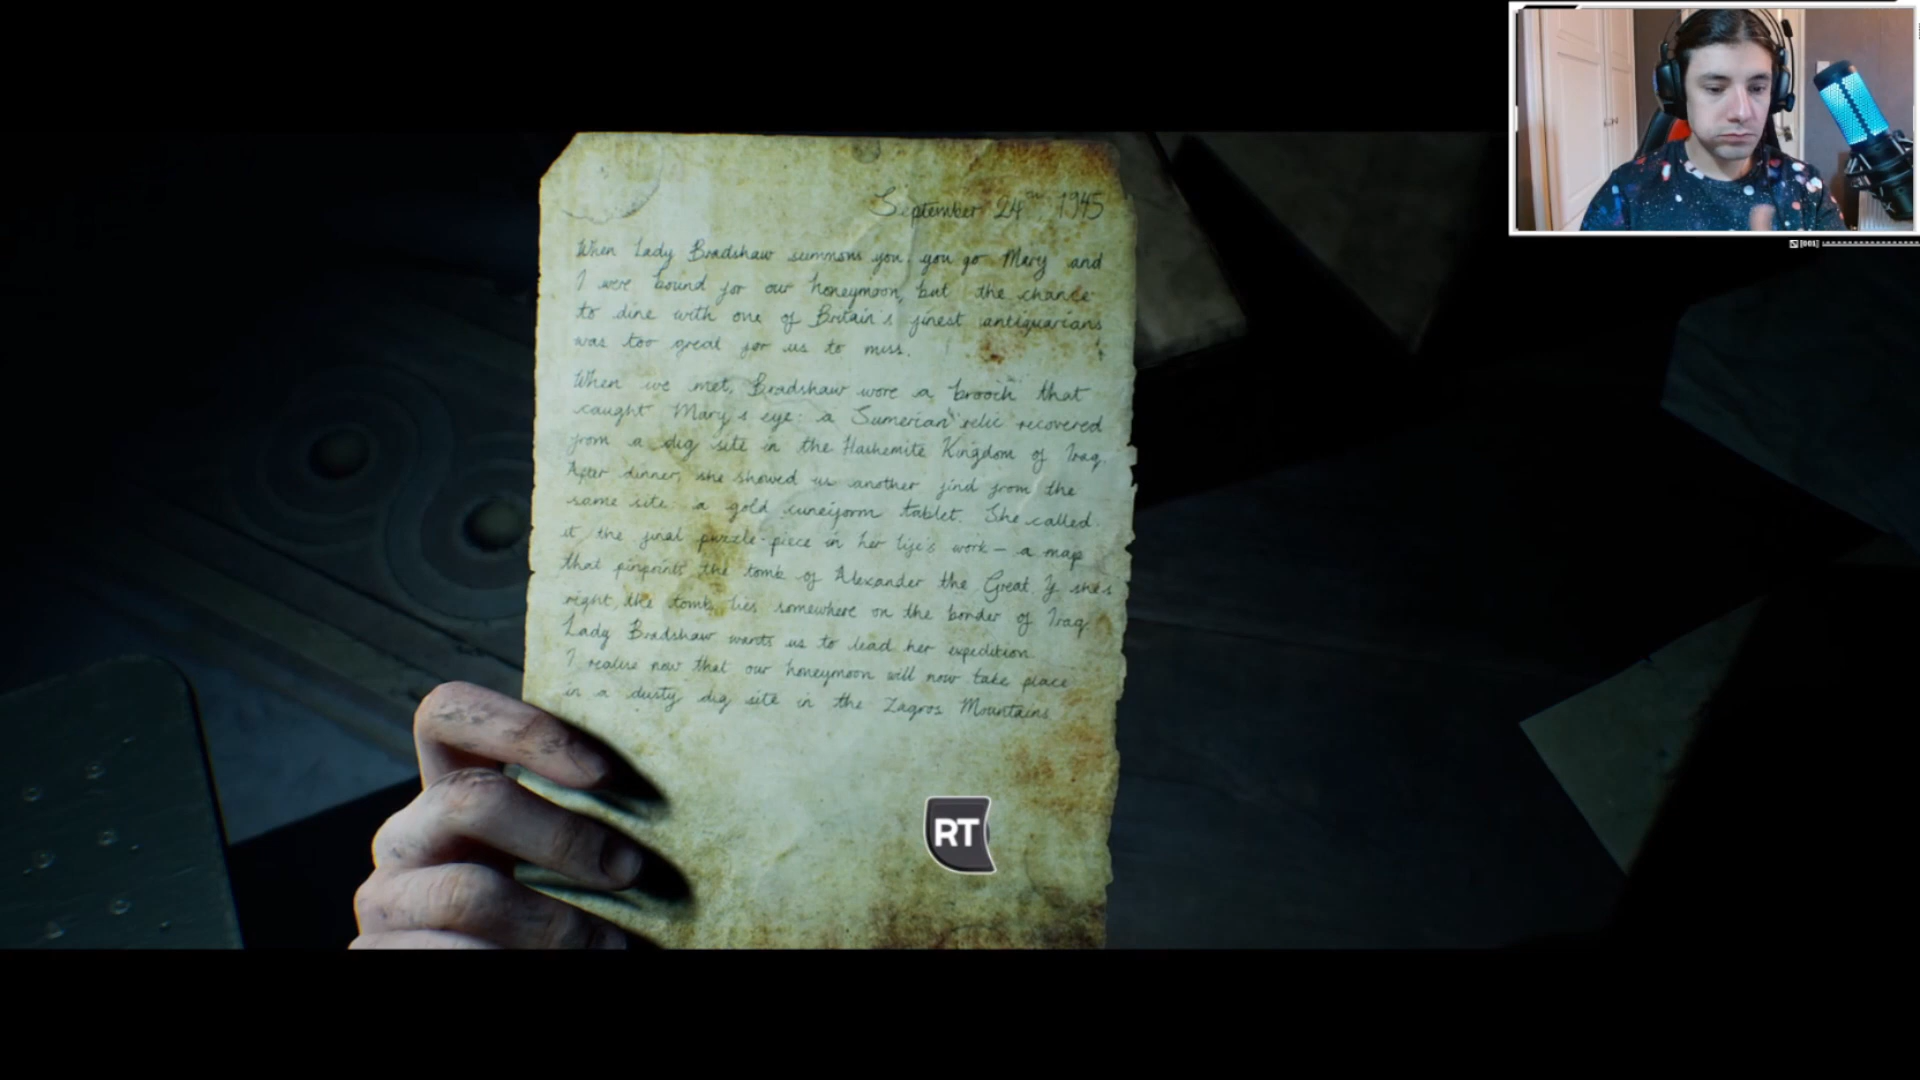 September 24th, 1945
When Lady Bradshaw summons you, you go. Mary and
I were bound for our honeymoon, but the chance
to dine with one of Britain's finest antiquarians
was too great for us to miss.
When we met, Bradshaw wore a brooch that
caught Mary's eye: a Sumerian relic recovered
from a dig site in the Hashemite Kingdom of Iraq.
After dinner, she showed us another find from the
same site: a gold cuneiform tablet. She called
it the final puzzle-piece in her life's work - a map
that pinpoints the tomb of Alexander the Great. If she's
right, the tomb lies somewhere on the border of Iraq.
Lady Bradshaw wants us to lead her expedition.
I realise now that our honeymoon will now take place
in a dusty dig site in the Zagros Mountains
RT